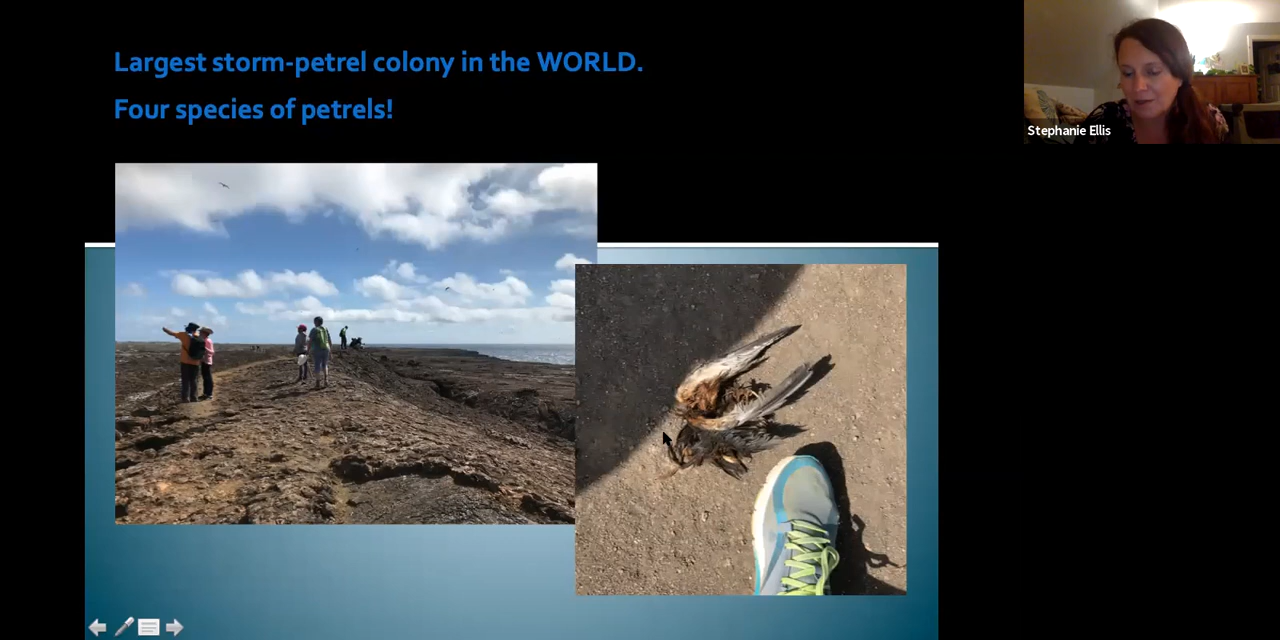 Largest storm-petrel colony in the WORLD.
Four species of petrels!
Stephanie Ellis